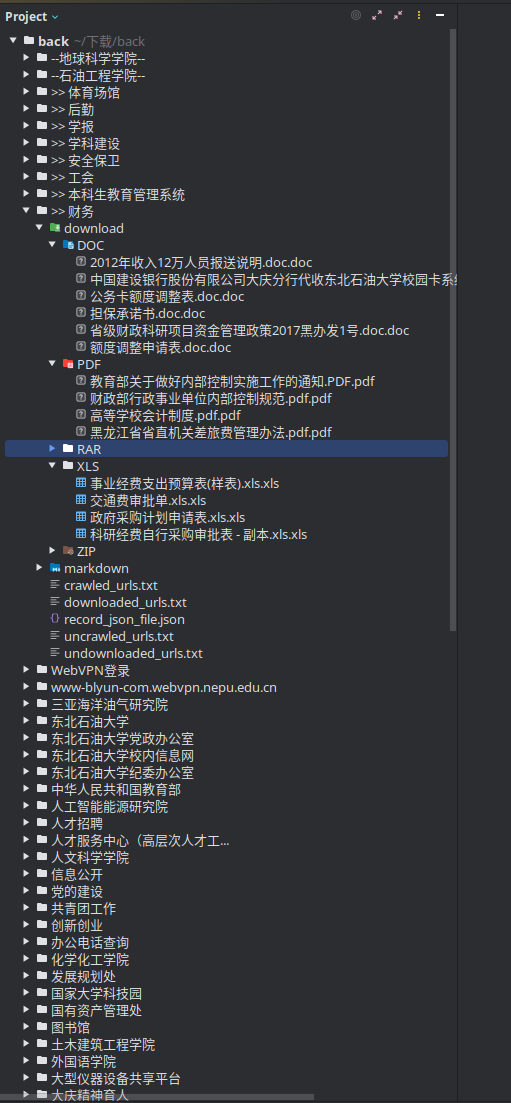 Project
back ~/下载/back
--地球科学学院--
--石油工程学院--
>> 体育场馆
>> 后勤
>> 学报
>> 学科建设
>> 安全保卫
>> 工会
>> 本科生教育管理系统
>> 财务
download
DOC
2012年收入12万人员报送说明.doc.doc
中国建设银行股份有限公司大庆分行代收东北石油大学校园卡系统
公务卡额度调整表.doc.doc
担保承诺书.doc.doc
省级财政科研项目资金管理政策2017黑办发1号.doc.doc
额度调整申请表.doc.doc
PDF
教育部关于做好内部控制实施工作的通知.PDF.pdf
财政部行政事业单位内部控制规范.pdf.pdf
高等学校会计制度.pdf.pdf
黑龙江省省直机关差旅费管理办法.pdf.pdf
RAR
XLS
事业经费支出预算表(样表).xls.xls
交通费审批单.xls.xls
政府采购计划申请表.xls.xls
科研经费自行采购审批表 - 副本.xls.xls
ZIP
markdown
crawled_urls.txt
downloaded_urls.txt
record_json_file.json
uncrawled_urls.txt
undownloaded_urls.txt
WebVPN登录
www-blyun-com.webvpn.nepu.edu.cn
三亚海洋油气研究院
东北石油大学
东北石油大学党政办公室
东北石油大学校内信息网
东北石油大学纪委办公室
中华人民共和国教育部
人工智能能源研究院
人才招聘
人才服务中心（高层次人才工...
人文科学学院
信息公开
党的建设
共青团工作
创新创业
办公电话查询
化学化工学院
发展规划处
国家大学科技园
国有资产管理处
图书馆
土木建筑工程学院
外国语学院
大型仪器设备共享平台
大庆精神育人